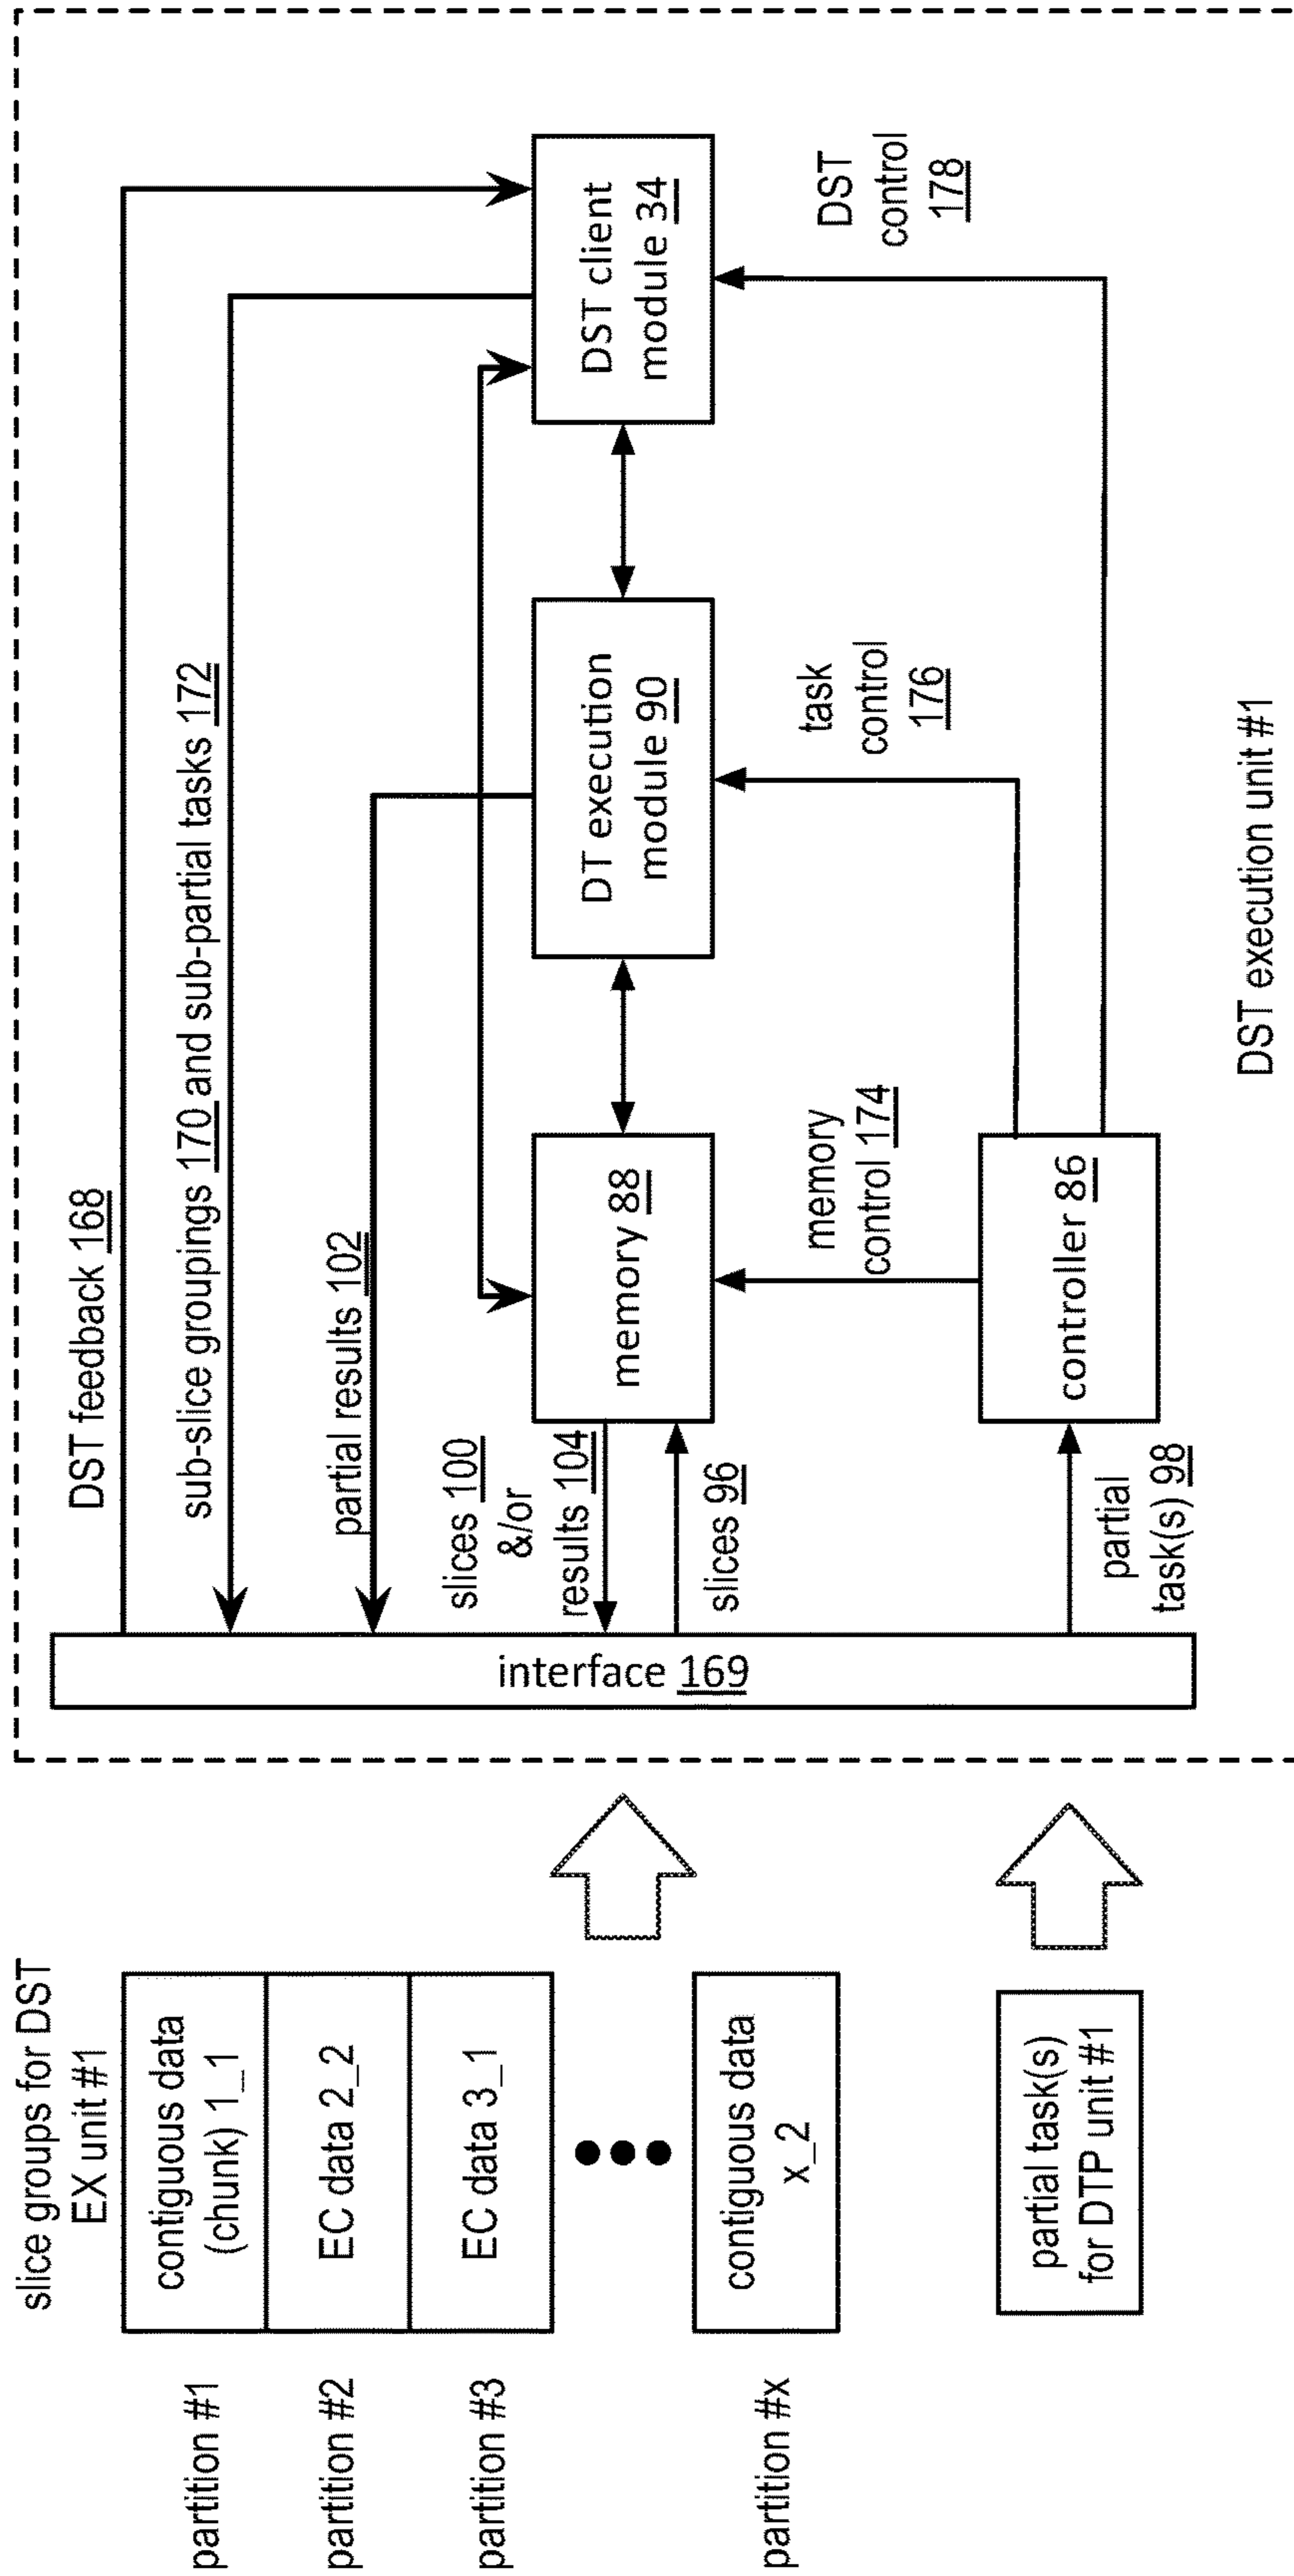 slice groups for DST
EX unit #1
partition #1
contiguous data
(chunk) 1_1
partition #2
EC data 2_2
partition #3
EC data 3_1
partition #x
contiguous data
x_2
partial task(s)
for DTP unit #1
interface 169
DST feedback 168
sub-slice groupings 170 and sub-partial tasks 172
partial results 102
slices 100
&/or
results 104
slices 96
partial
task(s) 98
memory 88
DT execution
module 90
DST client
module 34
memory
control 174
task
control
176
DST
control
178
controller 86
DST execution unit #1